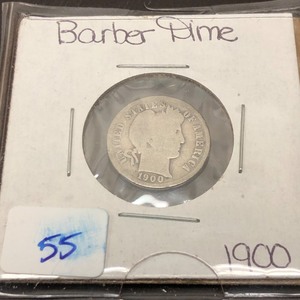 Barber Dime
UNITED STATES OF AMERICA
1900
55
1900